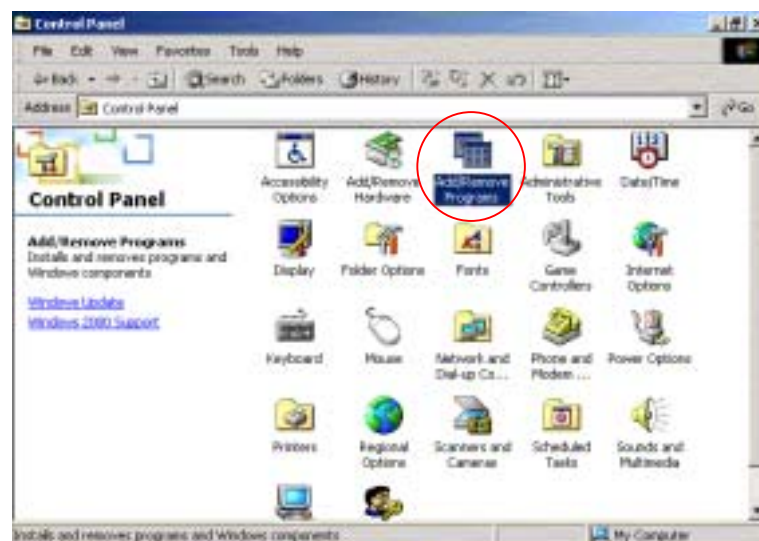 Control Panel
File Edit View Favorites Tools Help
Back Search Folders History
Address Control Panel Go
Control Panel
Add/Remove Programs
Installs and removes programs and
Windows components
Windows Update
Windows 2000 Support
Accessibility
Options
Add/Remove
Hardware
Add/Remove
Programs
Administrative
Tools
Date/Time
Display
Folder Options
Fonts
Game
Controllers
Internet
Options
Keyboard
Mouse
Network and
Dial-up Co...
Phone and
Modem ...
Power Options
Printers
Regional
Options
Scanners and
Cameras
Scheduled
Tasks
Sounds and
Multimedia
Installs and removes programs and Windows components
My Computer